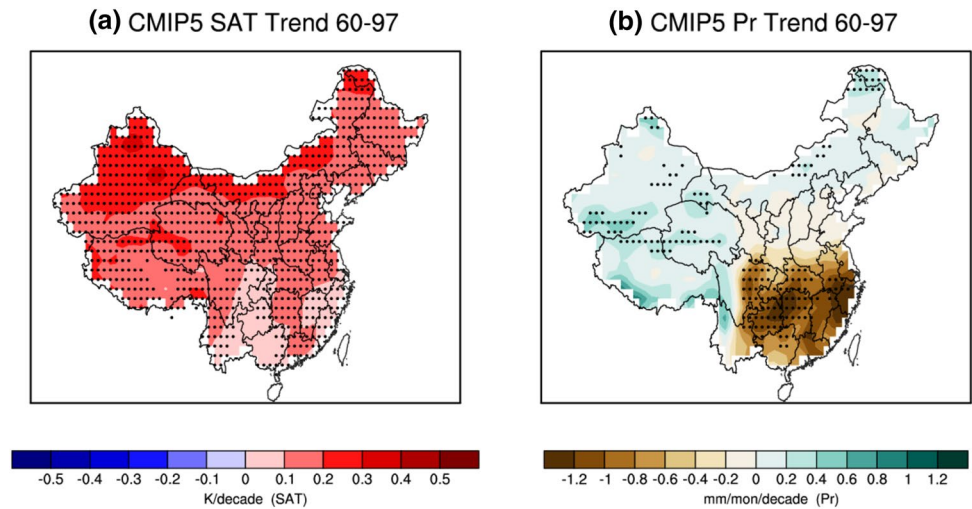 (a) CMIP5 SAT Trend 60-97
(b) CMIP5 Pr Trend 60-97
-0.5 -0.4 -0.3 -0.2 -0.1 0 0.1 0.2 0.3 0.4 0.5
K/decade (SAT)
-1.2 -1 -0.8 -0.6 -0.4 -0.2 0 0.2 0.4 0.6 0.8 1 1.2
mm/mon/decade (Pr)